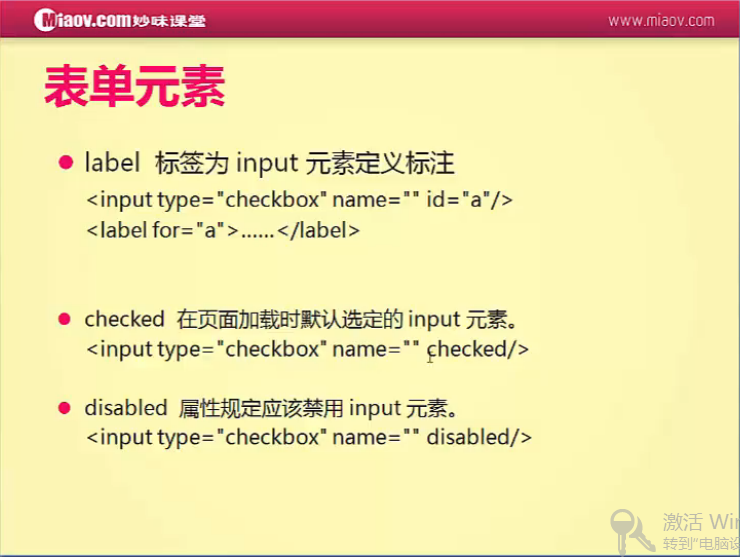 Miaov.com妙味课堂
www.miaov.com
表单元素
label 标签为 input 元素定义标注
<input type="checkbox" name="" id="a"/>
<label for="a">......</label>
checked 在页面加载时默认选定的 input 元素。
<input type="checkbox" name="" checked/>
disabled 属性规定应该禁用 input 元素。
<input type="checkbox" name="" disabled/>
激活 Win
转到"电脑设